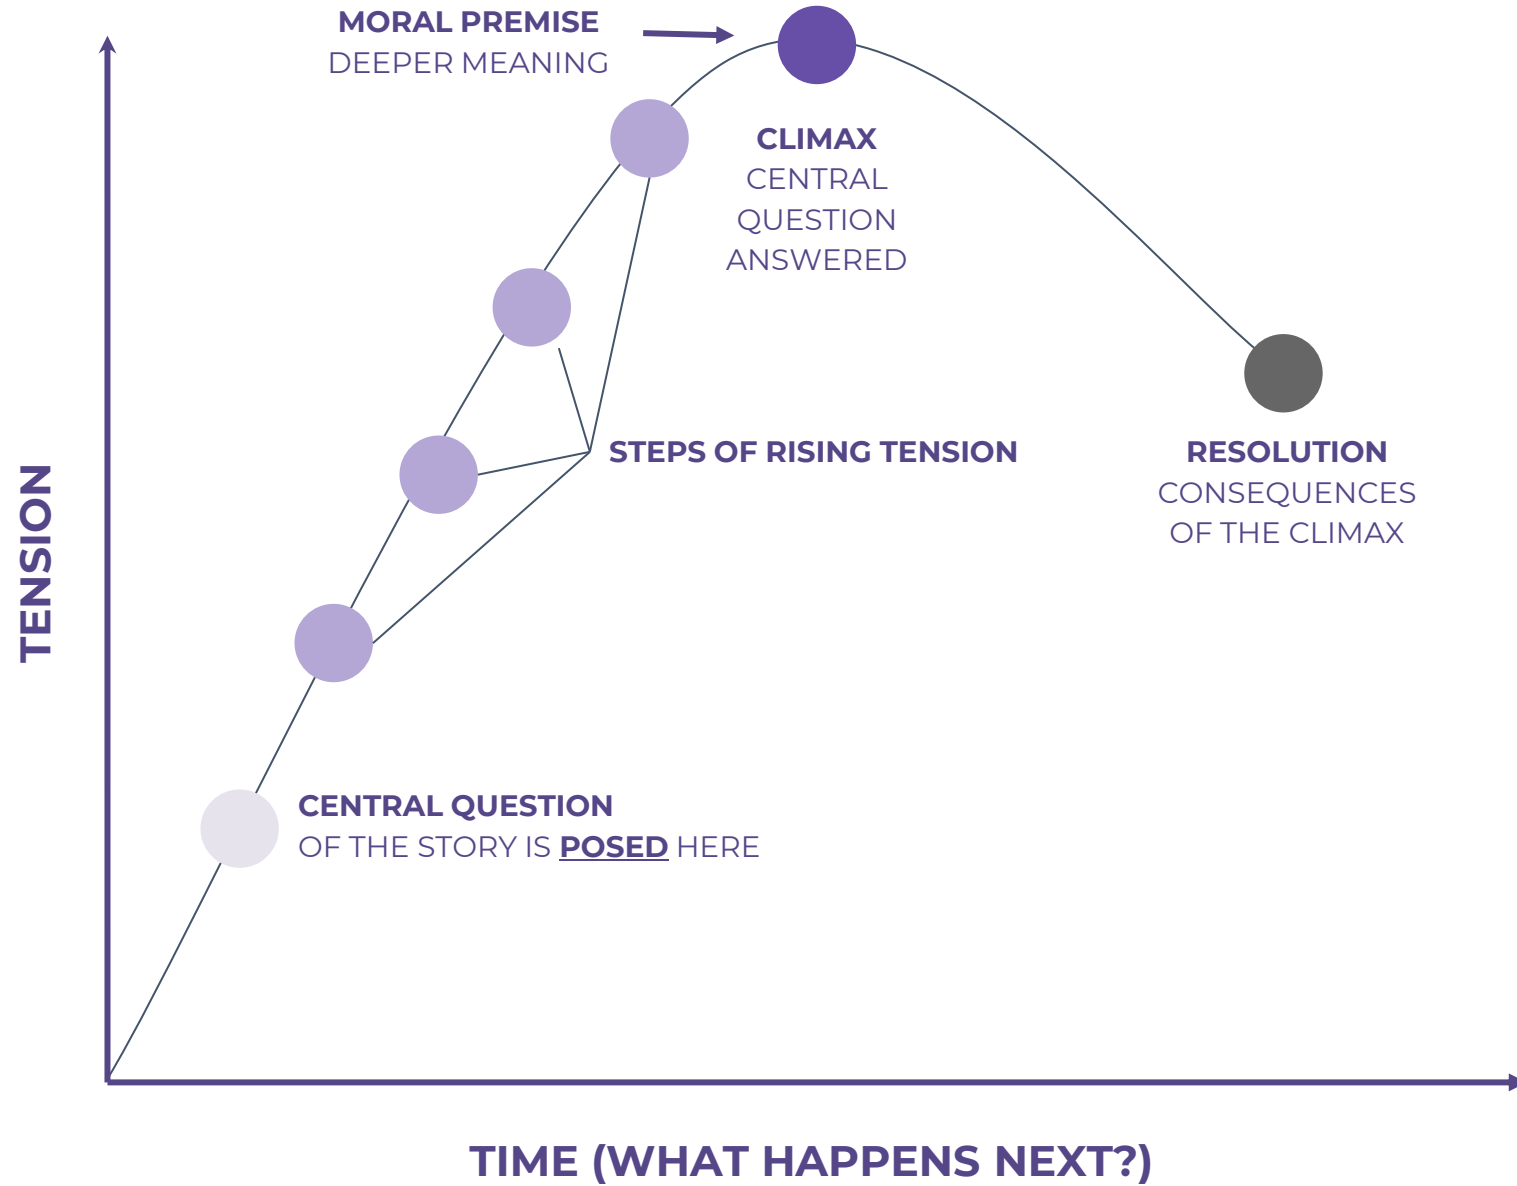 MORAL PREMISE
DEEPER MEANING
CLIMAX
CENTRAL
QUESTION
ANSWERED
STEPS OF RISING TENSION
RESOLUTION
CONSEQUENCES
OF THE CLIMAX
TENSION
CENTRAL QUESTION
OF THE STORY IS POSED HERE
TIME (WHAT HAPPENS NEXT?)